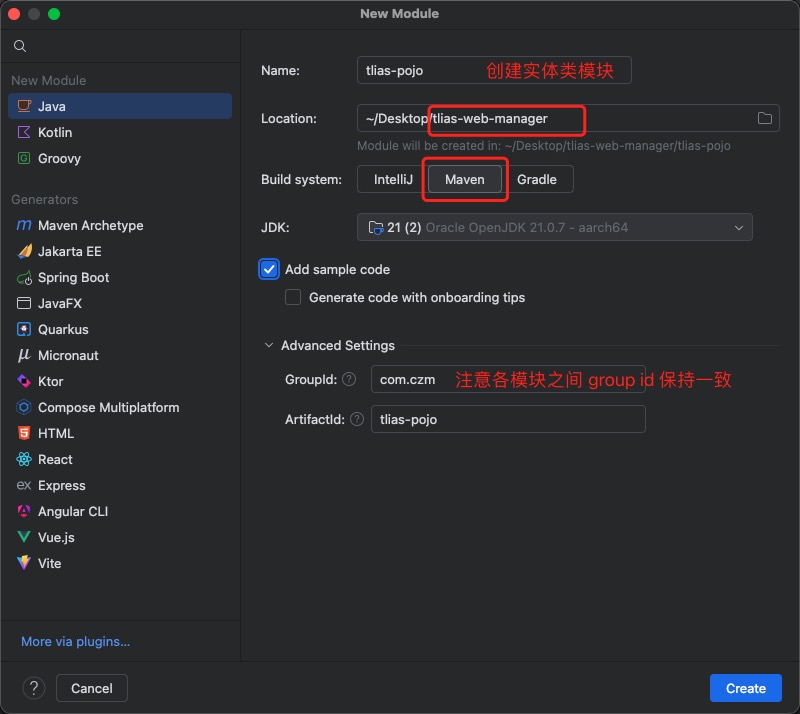 New Module
New Module
Java
Kotlin
Groovy
Generators
Maven Archetype
Jakarta EE
Spring Boot
JavaFX
Quarkus
Micronaut
Ktor
Compose Multiplatform
HTML
React
Express
Angular CLI
Vue.js
Vite
More via plugins...
Name: tlias-pojo 创建实体类模块
Location: ~/Desktop/tlias-web-manager
Module will be created in: ~/Desktop/tlias-web-manager/tlias-pojo
Build system: IntelliJ Maven Gradle
JDK: 21 (2) Oracle OpenJDK 21.0.7 - aarch64
Add sample code
Generate code with onboarding tips
Advanced Settings
GroupId: ? com.czm 注意各模块之间 group id 保持一致
ArtifactId: ? tlias-pojo
? Cancel Create